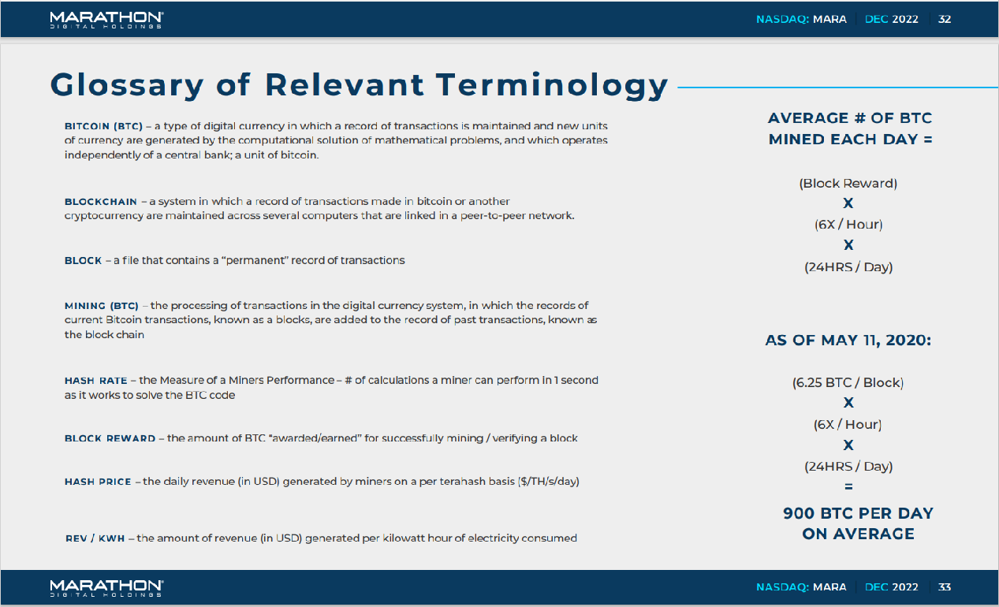 MARATHON
DIGITAL HOLDINGS
NASDAQ: MARA DEC 2022 32
Glossary of Relevant Terminology
BITCOIN (BTC) – a type of digital currency in which a record of transactions is maintained and new units
of currency are generated by the computational solution of mathematical problems, and which operates
independently of a central bank; a unit of bitcoin.
BLOCKCHAIN – a system in which a record of transactions made in bitcoin or another
cryptocurrency are maintained across several computers that are linked in a peer-to-peer network.
BLOCK – a file that contains a “permanent” record of transactions
MINING (BTC) – the processing of transactions in the digital currency system, in which the records of
current Bitcoin transactions, known as a blocks, are added to the record of past transactions, known as
the block chain
HASH RATE – the Measure of a Miners Performance – # of calculations a miner can perform in 1 second
as it works to solve the BTC code
BLOCK REWARD – the amount of BTC “awarded/earned” for successfully mining / verifying a block
HASH PRICE – the daily revenue (in USD) generated by miners on a per terahash basis ($/TH/s/day)
REV / KWH – the amount of revenue (in USD) generated per kilowatt hour of electricity consumed
AVERAGE # OF BTC
MINED EACH DAY =
(Block Reward)
X
(6X / Hour)
X
(24HRS / Day)
AS OF MAY 11, 2020:
(6.25 BTC / Block)
X
(6X / Hour)
X
(24HRS / Day)
=
900 BTC PER DAY
ON AVERAGE
MARATHON
DIGITAL HOLDINGS
NASDAQ: MARA DEC 2022 33